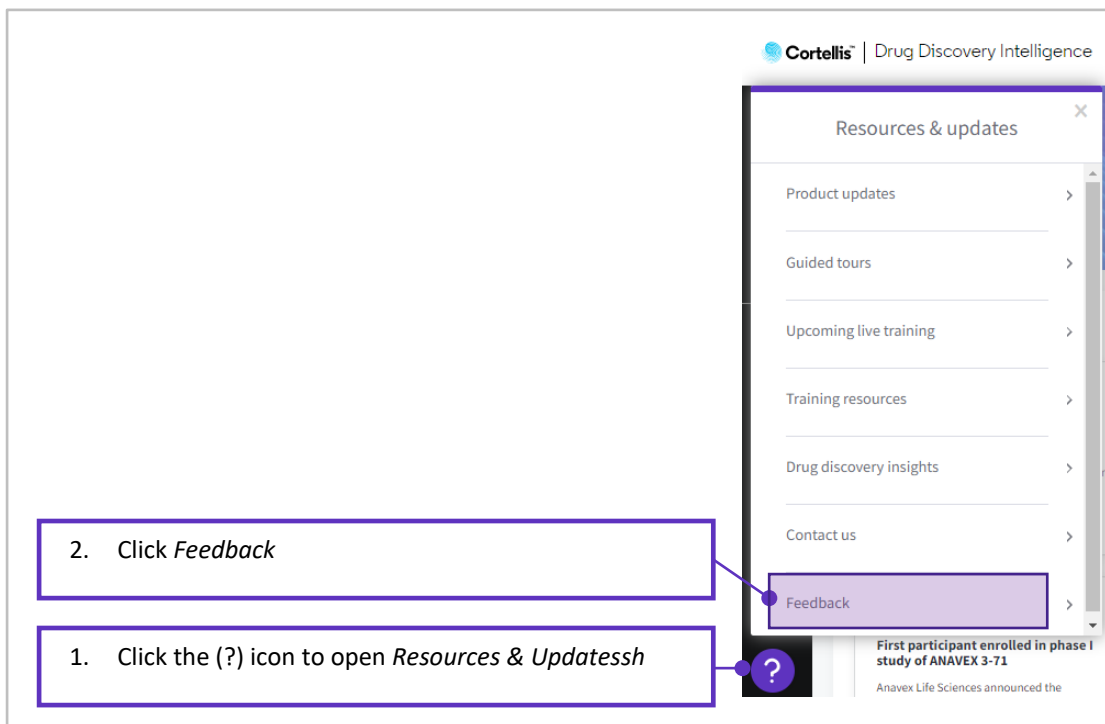 Cortellis™ | Drug Discovery Intelligence
×
Resources & updates
Product updates
Guided tours
Upcoming live training
Training resources
Drug discovery insights
Contact us
2. Click Feedback
Feedback
1. Click the (?) icon to open Resources & Updatessh
?
First participant enrolled in phase I
study of ANAVEX 3-71
Anavex Life Sciences announced the